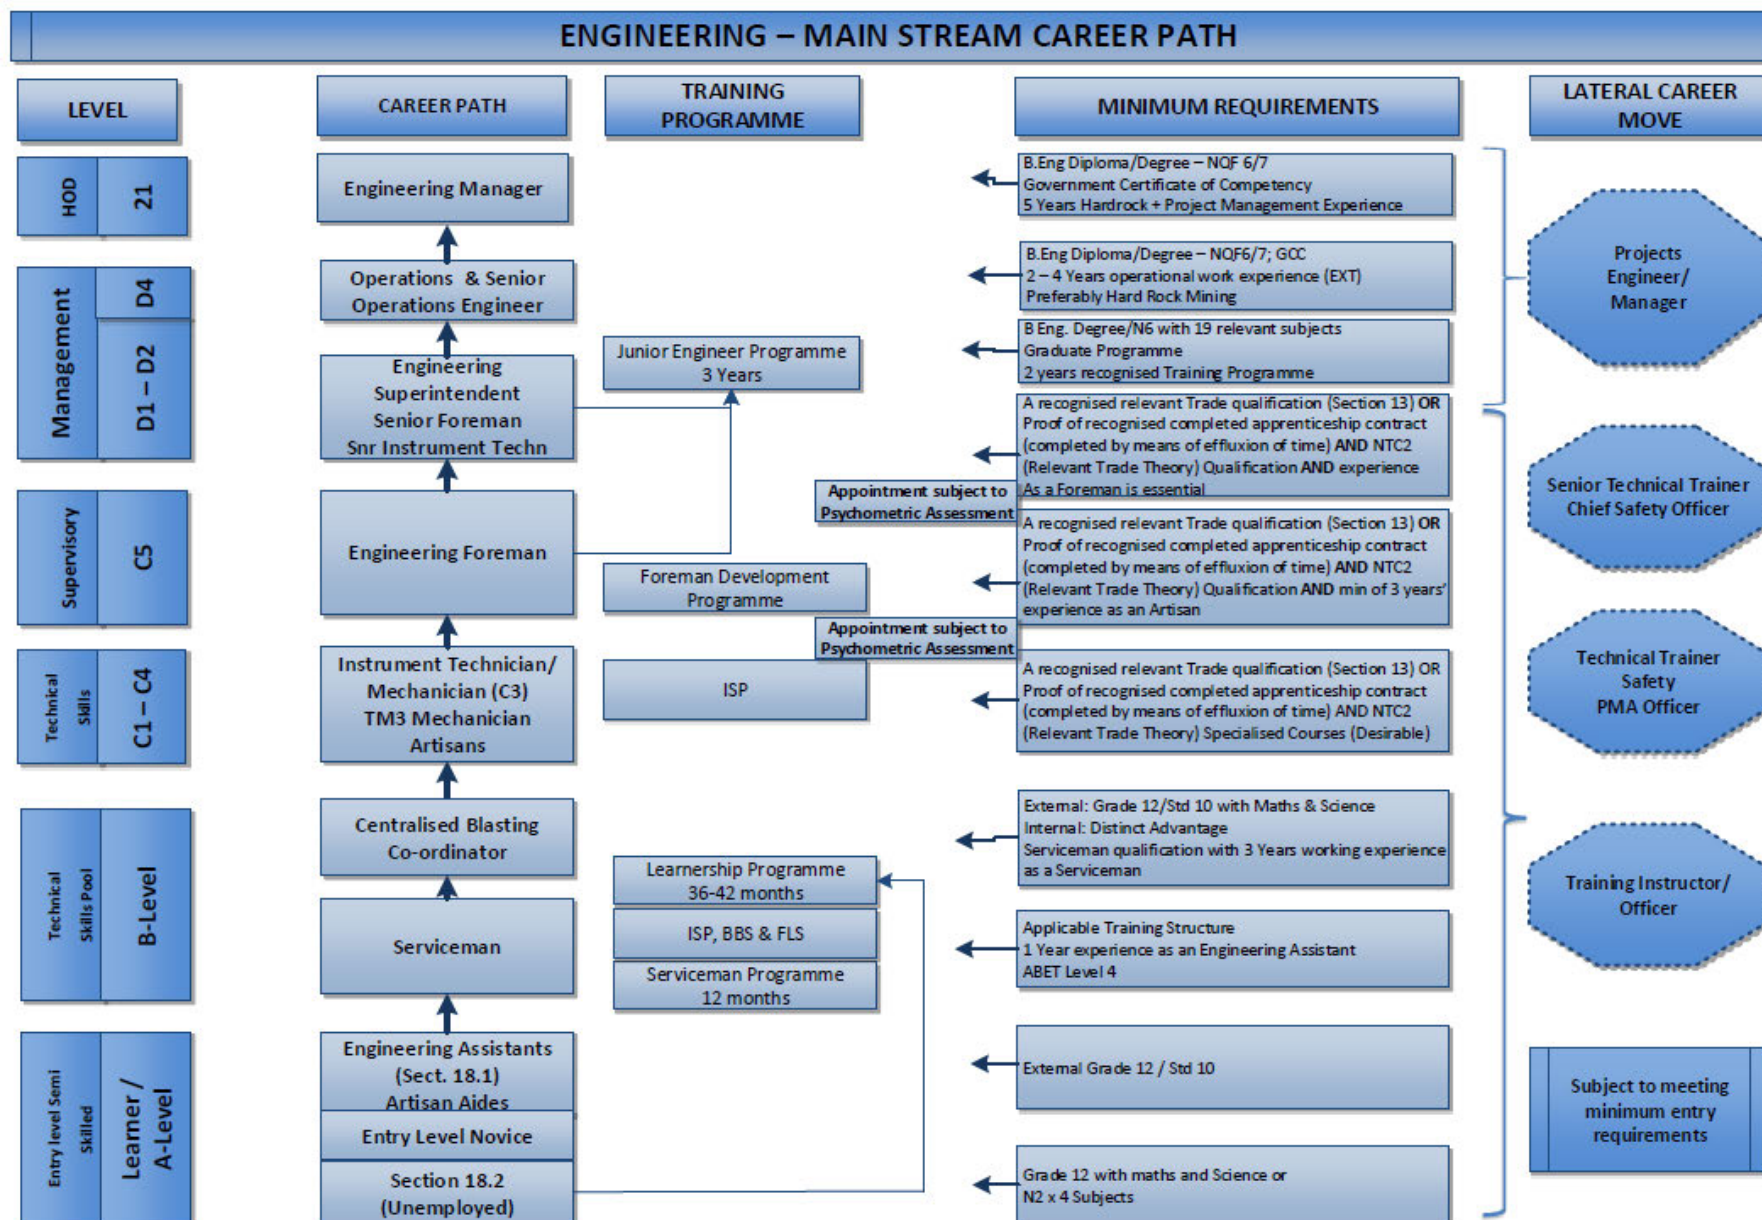 ENGINEERING – MAIN STREAM CAREER PATH
LEVEL
HOD
21
Management
D4
D1 – D2
Supervisory
C5
Technical
Skills
C1 – C4
Technical
Skills Pool
B-Level
Entry level Semi
Skilled
Learner /
A-Level
CAREER PATH
Engineering Manager
Operations & Senior
Operations Engineer
Engineering
Superintendent
Senior Foreman
Snr Instrument Techn
Engineering Foreman
Instrument Technician/
Mechanician (C3)
TM3 Mechanician
Artisans
Centralised Blasting
Co-ordinator
Serviceman
Engineering Assistants
(Sect. 18.1)
Artisan Aides
Entry Level Novice
Section 18.2
(Unemployed)
TRAINING
PROGRAMME
Junior Engineer Programme
3 Years
Foreman Development
Programme
ISP
Learnership Programme
36-42 months
ISP, BBS & FLS
Serviceman Programme
12 months
MINIMUM REQUIREMENTS
B.Eng Diploma/Degree – NQF 6/7
Government Certificate of Competency
5 Years Hardrock + Project Management Experience
B.Eng Diploma/Degree – NQF6/7; GCC
2 – 4 Years operational work experience (EXT)
Preferably Hard Rock Mining
B Eng. Degree/N6 with 19 relevant subjects
Graduate Programme
2 years recognised Training Programme
A recognised relevant Trade qualification (Section 13) OR
Proof of recognised completed apprenticeship contract
(completed by means of effluxion of time) AND NTC2
(Relevant Trade Theory) Qualification AND experience
As a Foreman is essential
Appointment subject to
Psychometric Assessment
A recognised relevant Trade qualification (Section 13) OR
Proof of recognised completed apprenticeship contract
(completed by means of effluxion of time) AND NTC2
(Relevant Trade Theory) Qualification AND min of 3 years'
experience as an Artisan
Appointment subject to
Psychometric Assessment
A recognised relevant Trade qualification (Section 13) OR
Proof of recognised completed apprenticeship contract
(completed by means of effluxion of time) AND NTC2
(Relevant Trade Theory) Specialised Courses (Desirable)
External: Grade 12/Std 10 with Maths & Science
Internal: Distinct Advantage
Serviceman qualification with 3 Years working experience
as a Serviceman
Applicable Training Structure
1 Year experience as an Engineering Assistant
ABET Level 4
External Grade 12 / Std 10
Grade 12 with maths and Science or
N2 x 4 Subjects
LATERAL CAREER
MOVE
Projects
Engineer/
Manager
Senior Technical Trainer
Chief Safety Officer
Technical Trainer
Safety
PMA Officer
Training Instructor/
Officer
Subject to meeting
minimum entry
requirements